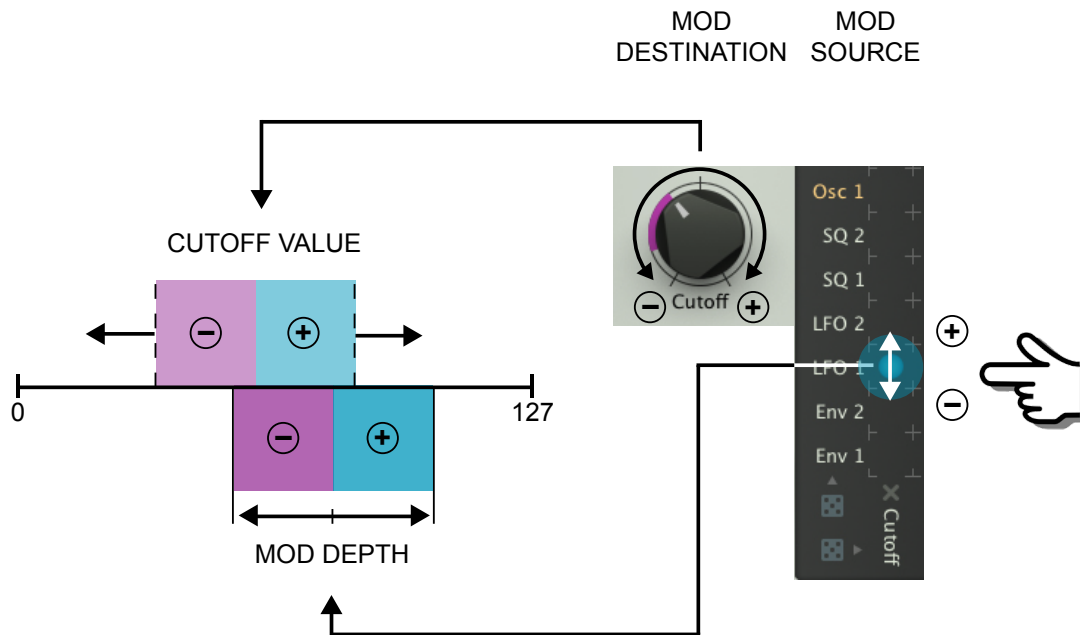 MOD
DESTINATION
MOD
SOURCE
CUTOFF VALUE
Osc 1
SQ 2
SQ 1
LFO 2
LFO 1
Env 2
Env 1
Cutoff
− Cutoff +
− +
+
−
0
127
− +
MOD DEPTH